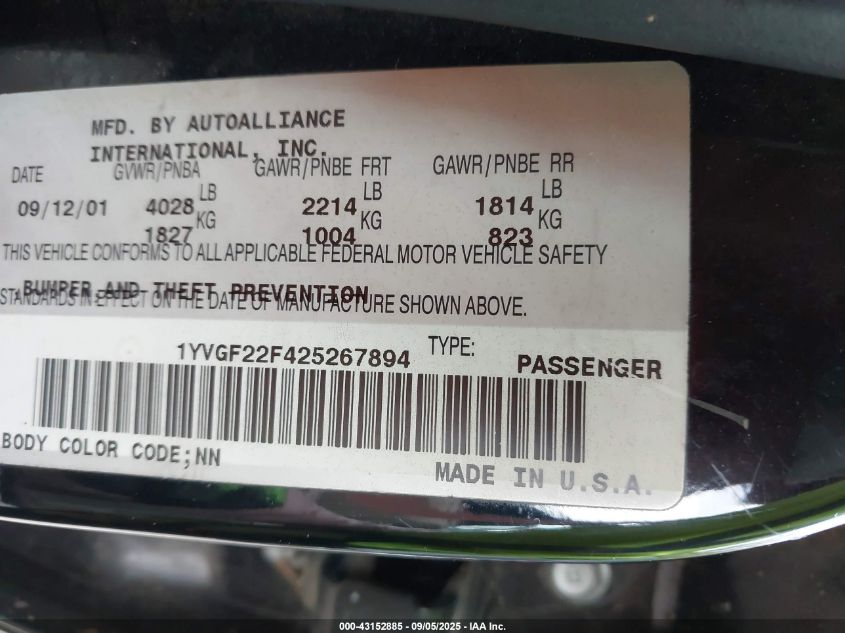 MFD. BY AUTOALLIANCE
INTERNATIONAL, INC.
DATE GVWR/PNBA GAWR/PNBE FRT GAWR/PNBE RR
09/12/01 4028 LB 2214 LB 1814 LB
1827 KG 1004 KG 823 KG
THIS VEHICLE CONFORMS TO ALL APPLICABLE FEDERAL MOTOR VEHICLE SAFETY
,BUMPER AND THEFT PREVENTION
STANDARDS IN EFFECT ON THE DATE OF MANUFACTURE SHOWN ABOVE.
1YVGF22F425267894 TYPE: PASSENGER
BODY COLOR CODE;NN
MADE IN U.S.A.
000-43152885 - 09/05/2025 - IAA Inc.